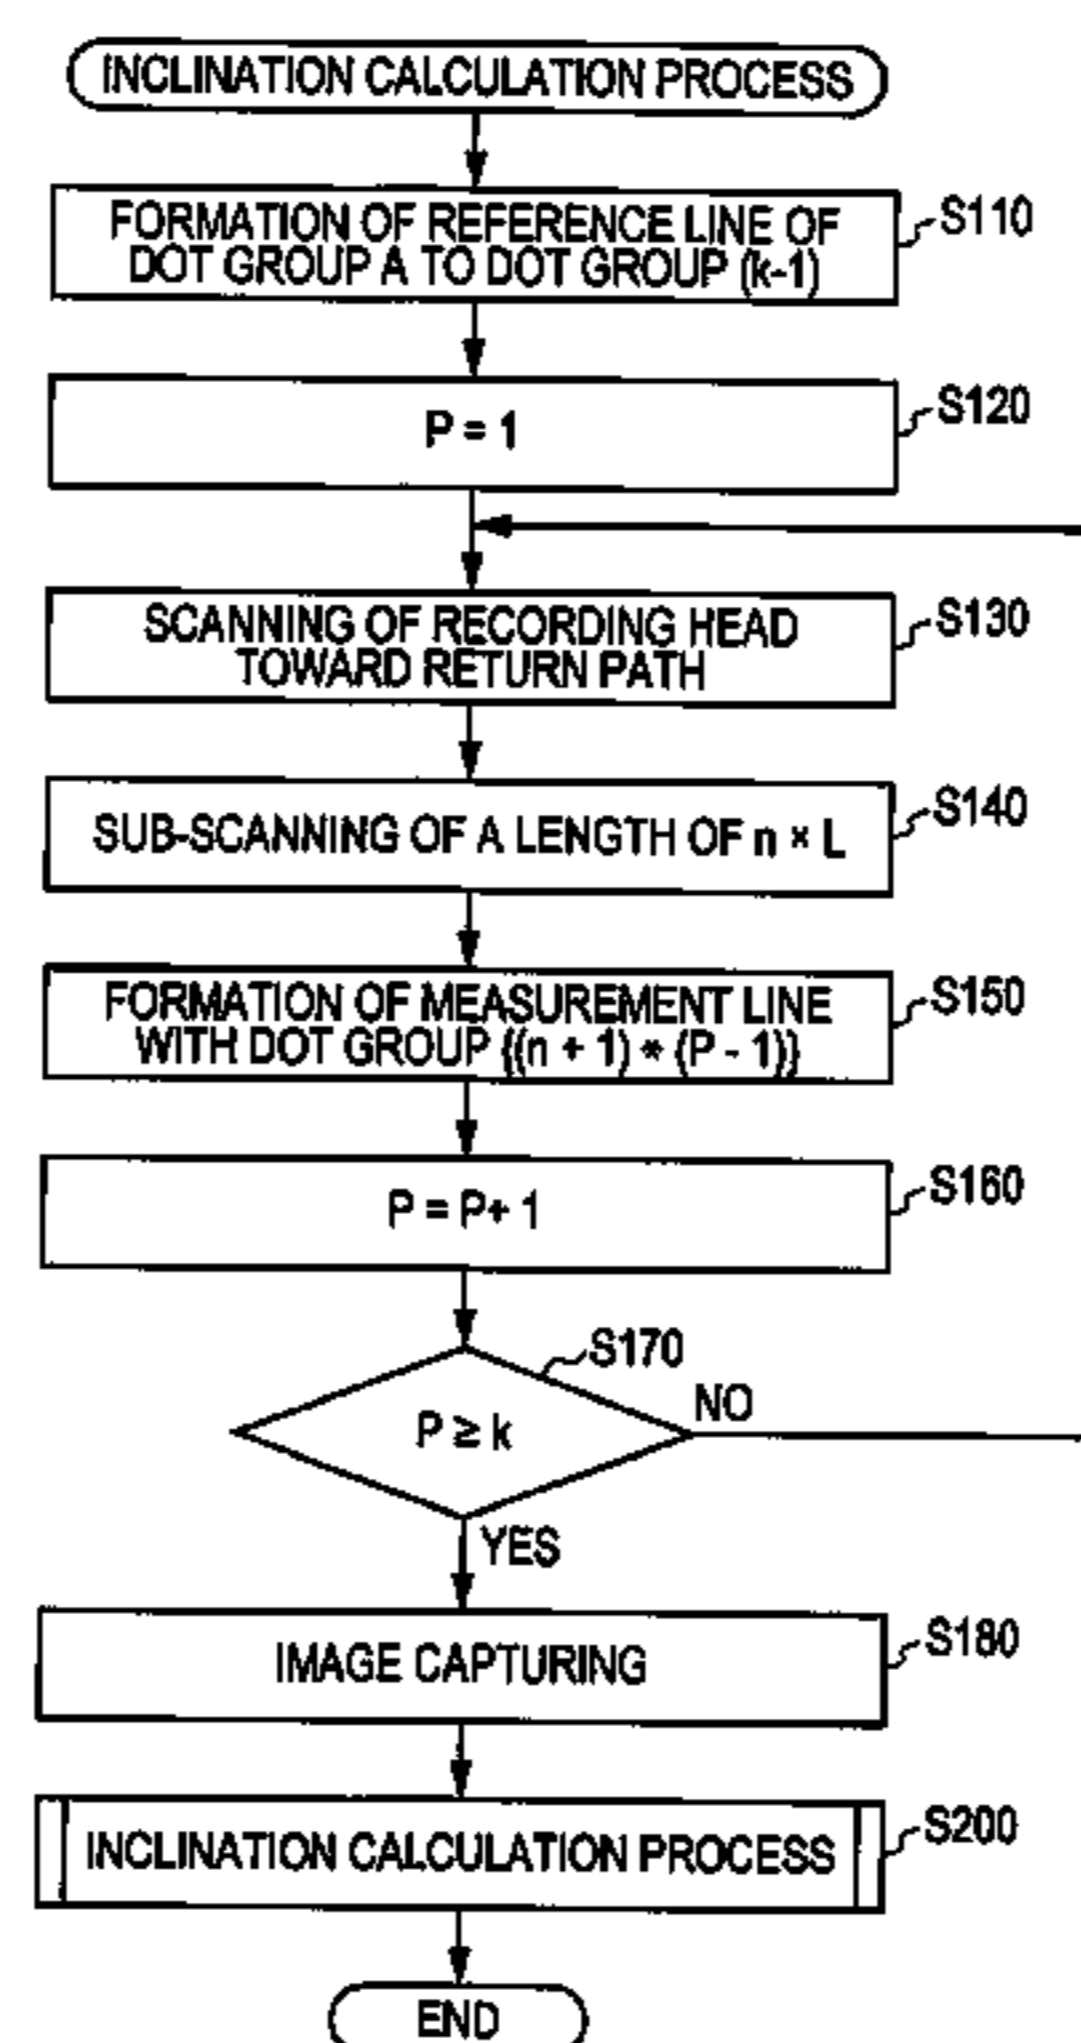 INCLINATION CALCULATION PROCESS
FORMATION OF REFERENCE LINE OF
DOT GROUP A TO DOT GROUP (k-1)
S110
P = 1
S120
SCANNING OF RECORDING HEAD
TOWARD RETURN PATH
S130
SUB-SCANNING OF A LENGTH OF n × L
S140
FORMATION OF MEASUREMENT LINE
WITH DOT GROUP ((n + 1) * (P - 1))
S150
P = P+ 1
S160
S170
P ≥ k
NO
YES
IMAGE CAPTURING
S180
INCLINATION CALCULATION PROCESS
S200
END